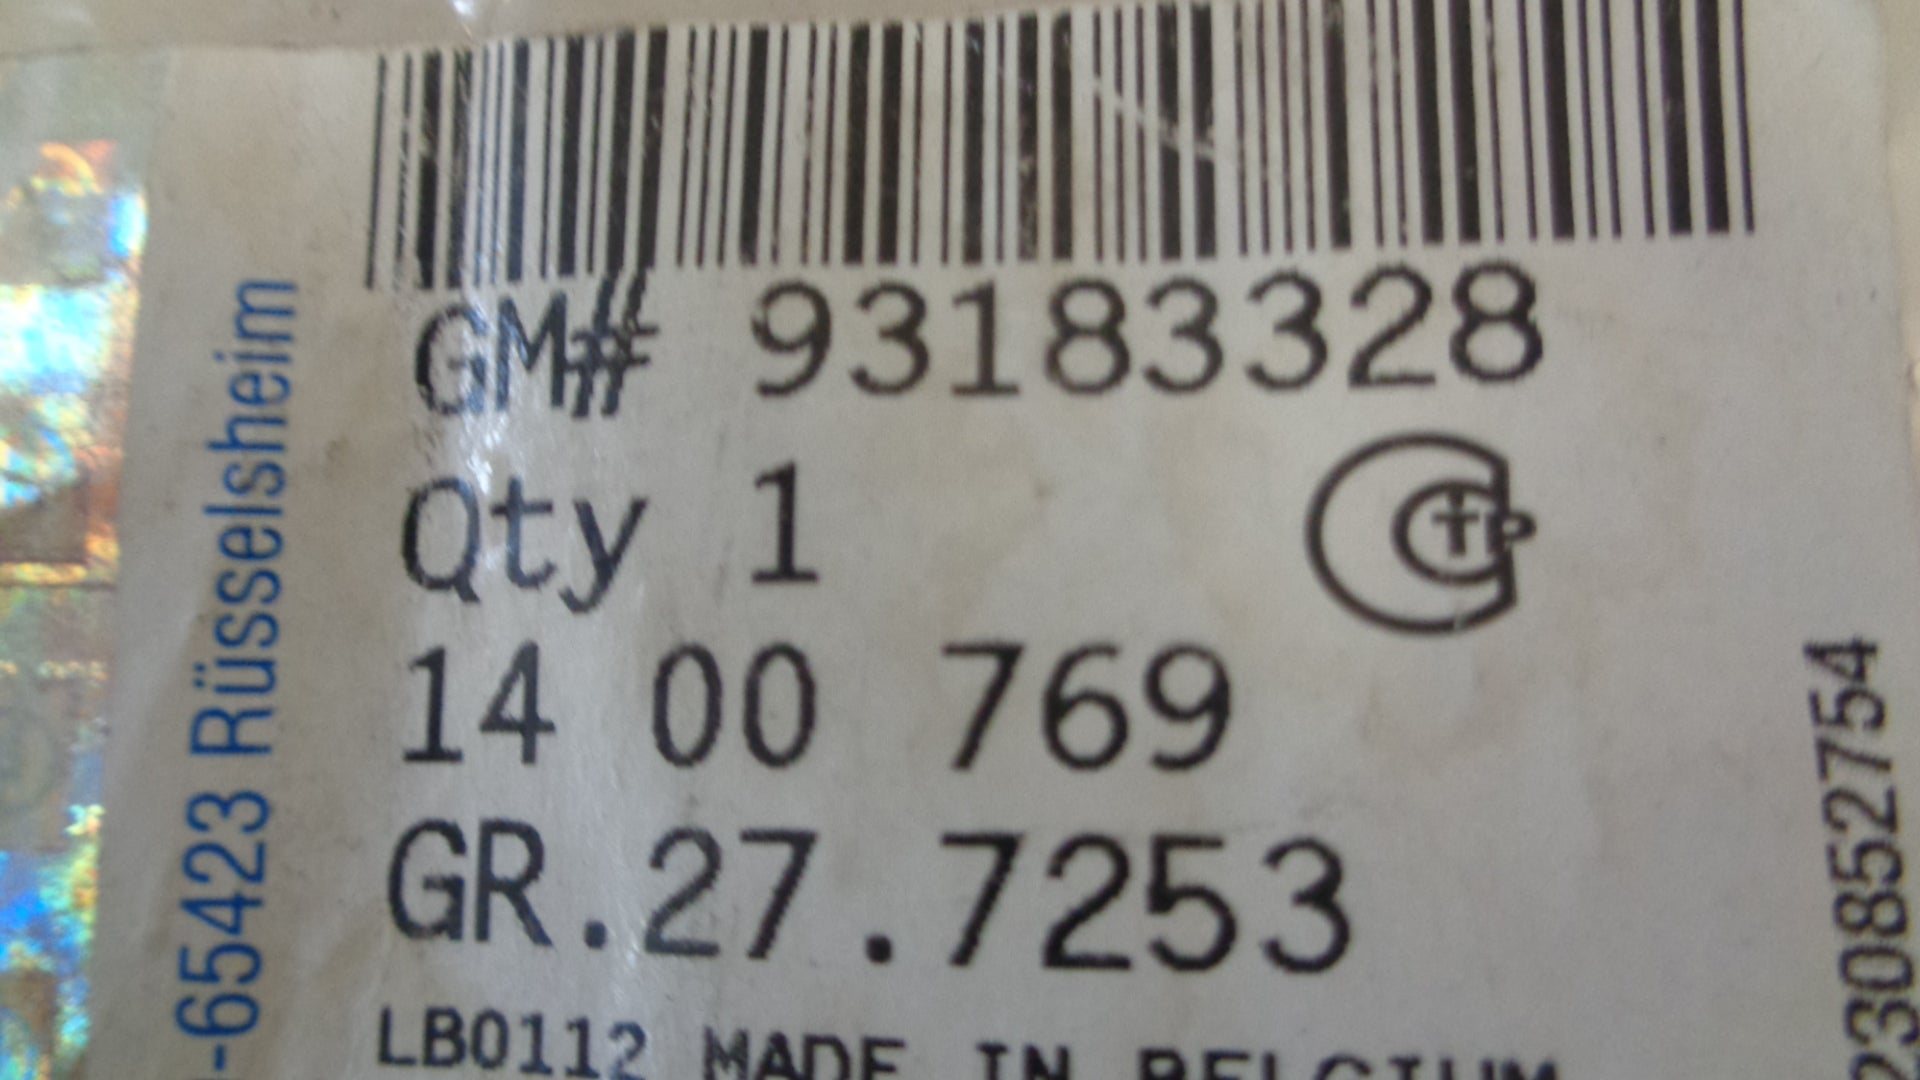 GM# 93183328
Qty 1
14 00 769
GR.27.7253
LB0112 MADE IN BELGIUM
-65423 Rüsselsheim
230852754